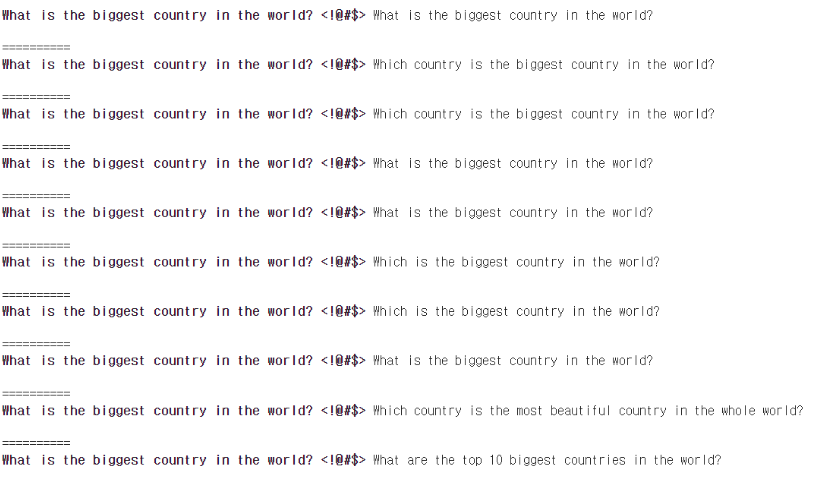 What is the biggest country in the world? <!@#$> What is the biggest country in the world?
==========
What is the biggest country in the world? <!@#$> Which country is the biggest country in the world?
==========
What is the biggest country in the world? <!@#$> Which country is the biggest country in the world?
==========
What is the biggest country in the world? <!@#$> What is the biggest country in the world?
==========
What is the biggest country in the world? <!@#$> What is the biggest country in the world?
==========
What is the biggest country in the world? <!@#$> Which is the biggest country in the world?
==========
What is the biggest country in the world? <!@#$> Which is the biggest country in the world?
==========
What is the biggest country in the world? <!@#$> What is the biggest country in the world?
==========
What is the biggest country in the world? <!@#$> Which country is the most beautiful country in the whole world?
==========
What is the biggest country in the world? <!@#$> What are the top 10 biggest countries in the world?